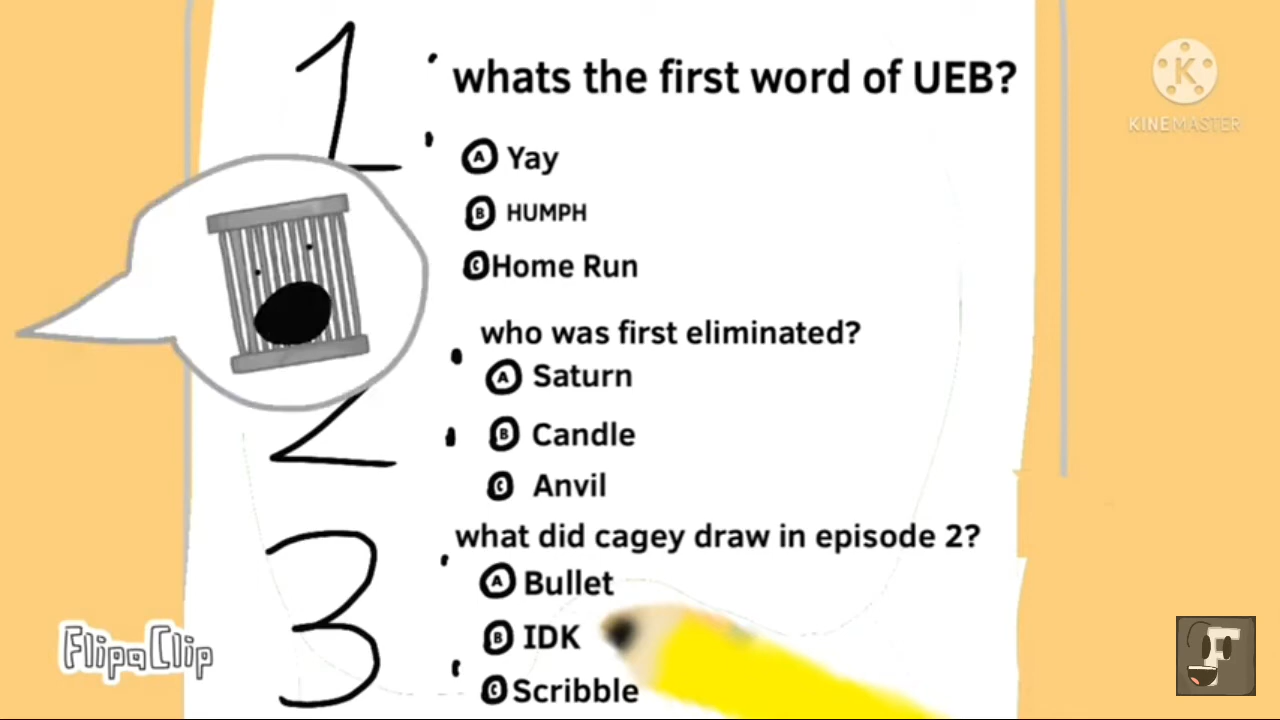 1 : whats the first word of UEB?
A Yay
B HUMPH
C Home Run
2 : who was first eliminated?
A Saturn
B Candle
C Anvil
3 : what did cagey draw in episode 2?
A Bullet
B IDK
C Scribble
K
KINEMASTER
FlipaClip